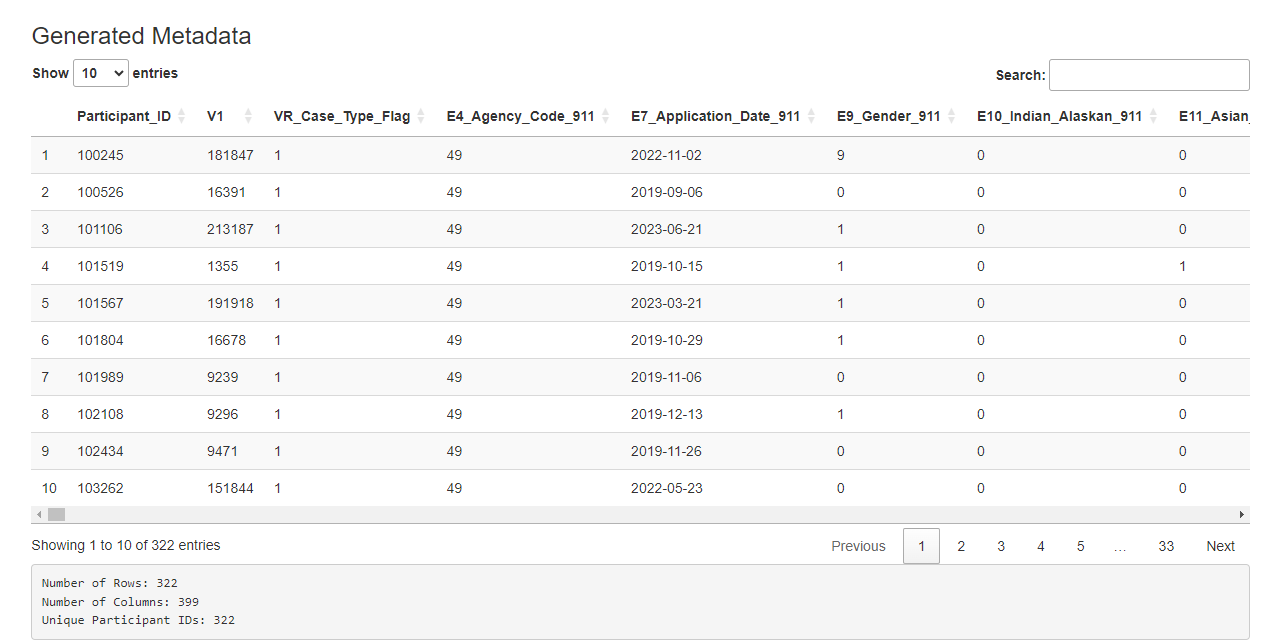 Generated Metadata
Show 10 entries Search:
Participant_ID V1 VR_Case_Type_Flag E4_Agency_Code_911 E7_Application_Date_911 E9_Gender_911 E10_Indian_Alaskan_911 E11_Asian_
1 100245 181847 1 49 2022-11-02 9 0 0
2 100526 16391 1 49 2019-09-06 0 0 0
3 101106 213187 1 49 2023-06-21 1 0 0
4 101519 1355 1 49 2019-10-15 1 0 1
5 101567 191918 1 49 2023-03-21 1 0 0
6 101804 16678 1 49 2019-10-29 1 0 0
7 101989 9239 1 49 2019-11-06 0 0 0
8 102108 9296 1 49 2019-12-13 1 0 0
9 102434 9471 1 49 2019-11-26 0 0 0
10 103262 151844 1 49 2022-05-23 0 0 0
Showing 1 to 10 of 322 entries Previous 1 2 3 4 5 … 33 Next
Number of Rows: 322
Number of Columns: 399
Unique Participant IDs: 322